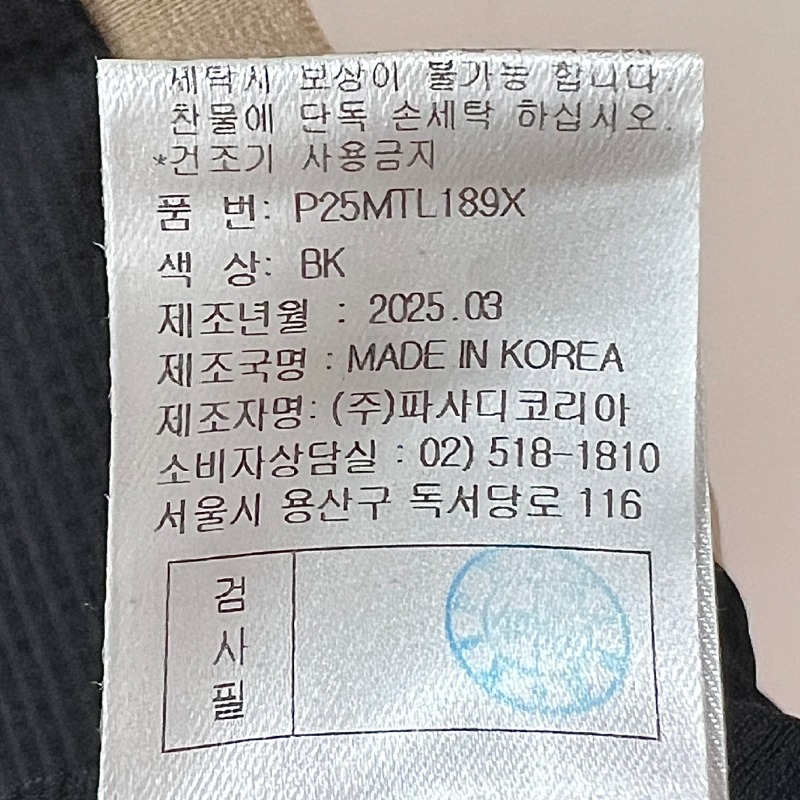 세탁시 보상이 불가능 합니다.
찬물에 단독 손세탁 하십시오.
*건조기 사용금지
품 번: P25MTL189X
색 상: BK
제조년월 : 2025.03
제조국명 : MADE IN KOREA
제조자명: (주)파사디코리아
소비자상담실 : 02) 518-1810
서울시 용산구 독서당로 116
검
사
필